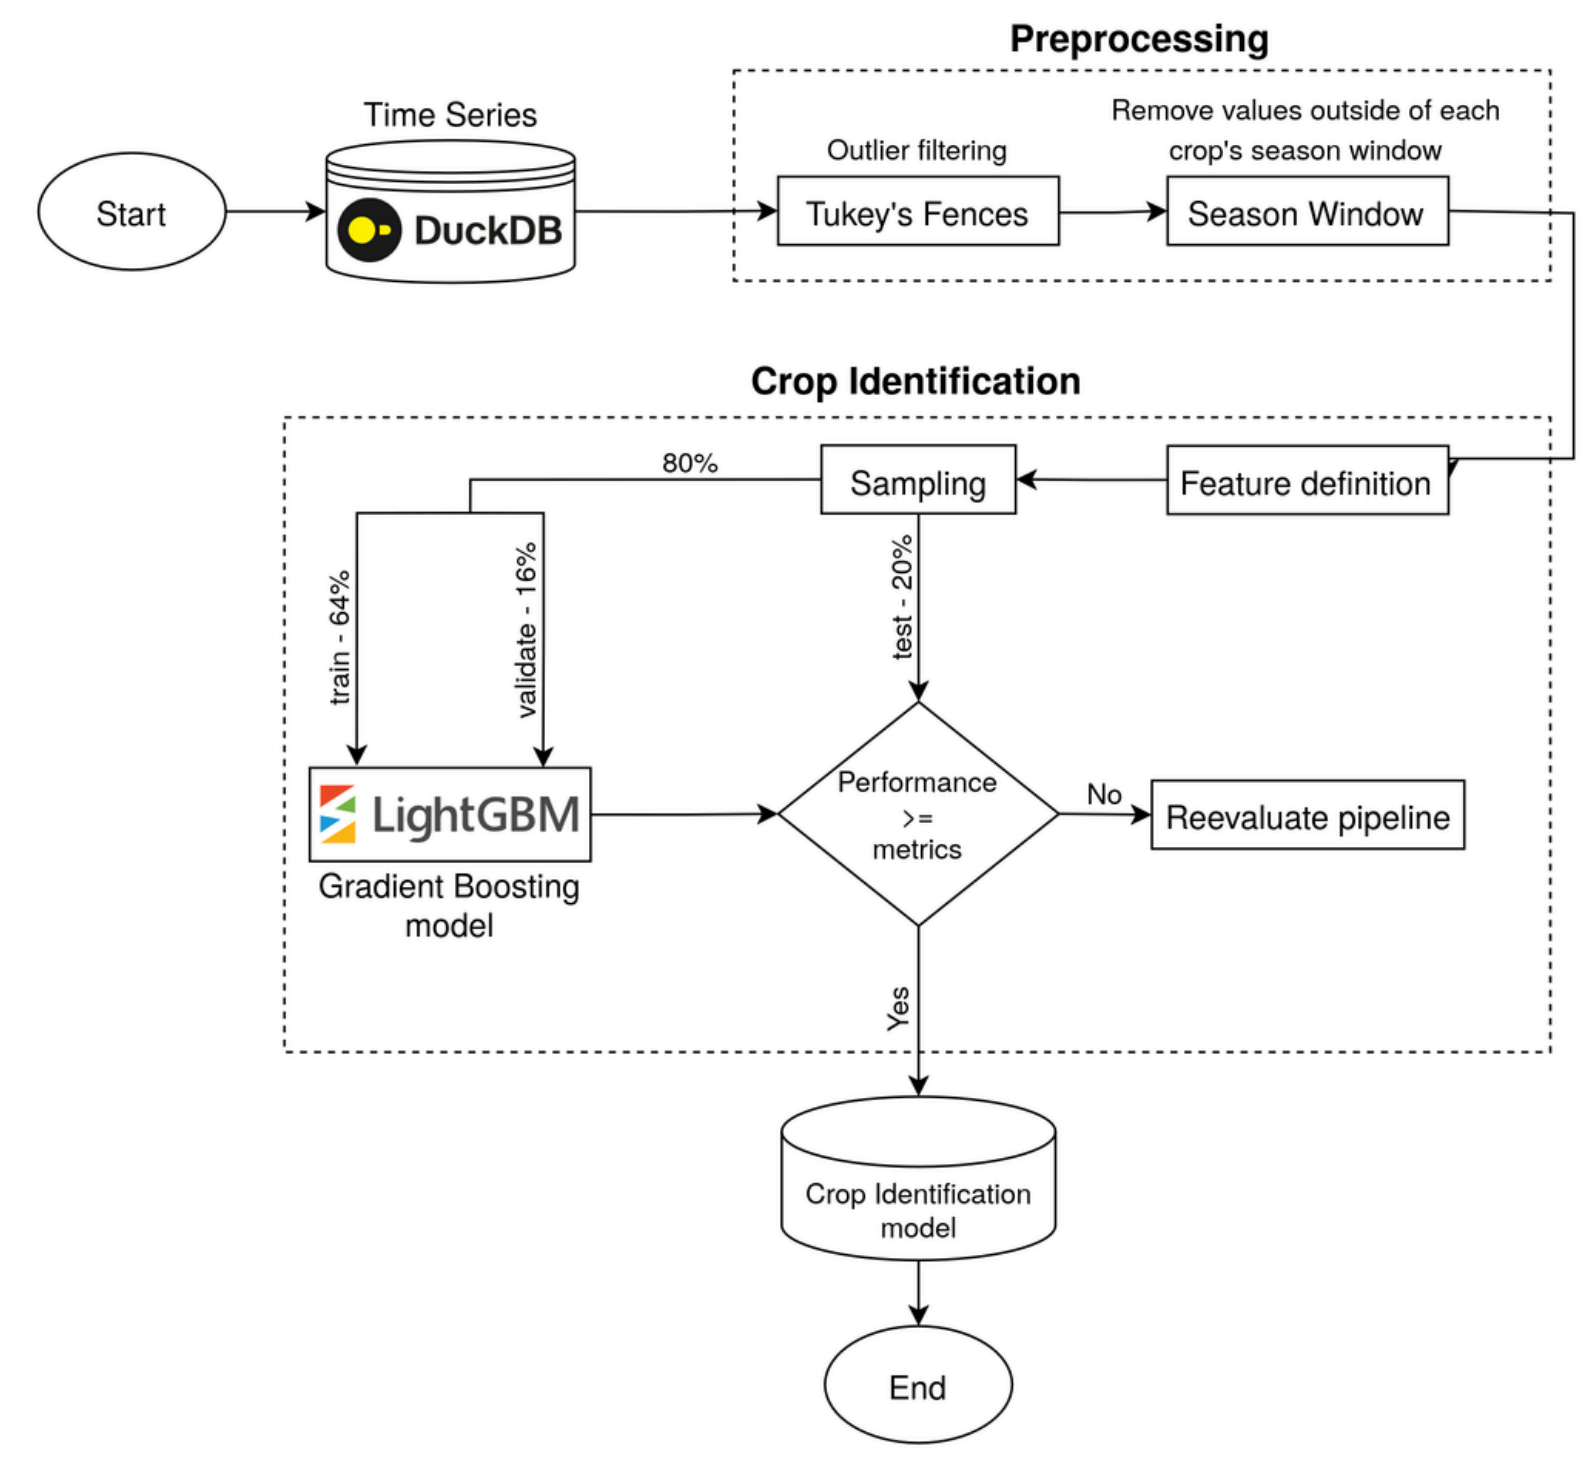 Preprocessing
Time Series
Remove values outside of each
Outlier filtering
crop's season window
Start
DuckDB
Tukey's Fences
Season Window
Crop Identification
80%
Sampling
Feature definition
train - 64%
validate - 16%
test - 20%
LightGBM
Gradient Boosting
model
Performance
>=
metrics
No
Reevaluate pipeline
Yes
Crop Identification
model
End